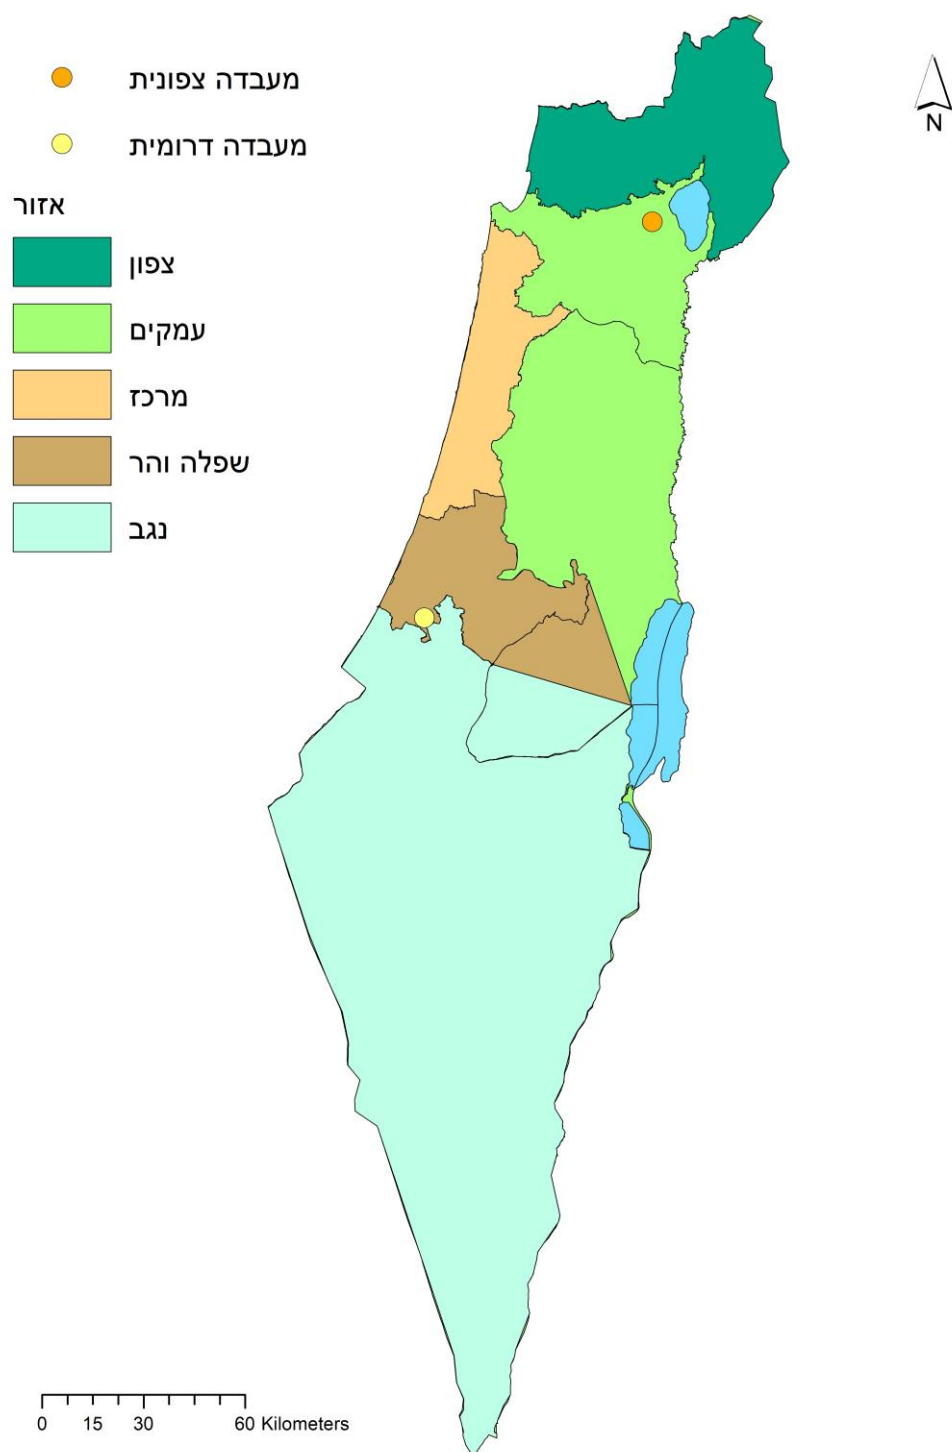 מעבדה צפונית
מעבדה דרומית
אזור
צפון
עמקים
מרכז
שפלה והר
נגב
N
0 15 30 60 Kilometers